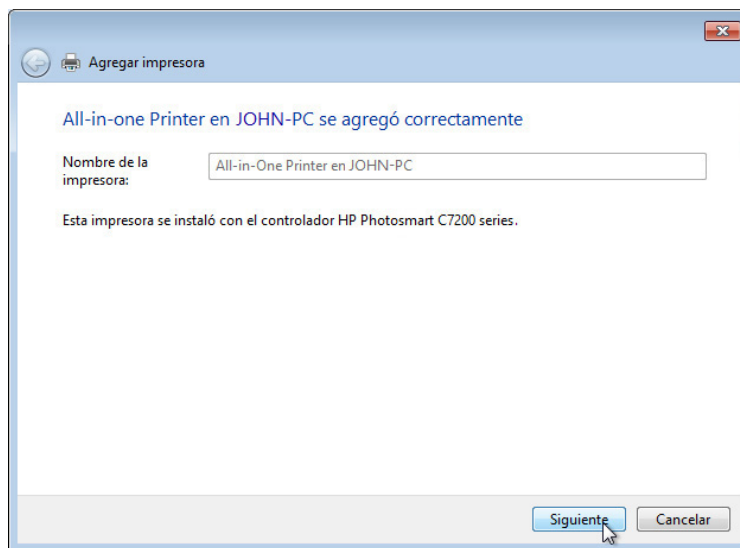 Agregar impresora
All-in-one Printer en JOHN-PC se agregó correctamente
Nombre de la
impresora:
All-in-One Printer en JOHN-PC
Esta impresora se instaló con el controlador HP Photosmart C7200 series.
Siguiente
Cancelar